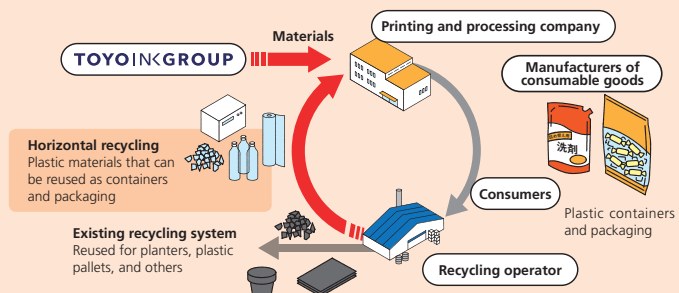 Materials
Printing and processing company
TOYOINKGROUP
Manufacturers of
consumable goods
Horizontal recycling
Plastic materials that can
be reused as containers
and packaging
洗剤
Consumers
Plastic containers
and packaging
Existing recycling system
Reused for planters, plastic
pallets, and others
Recycling operator